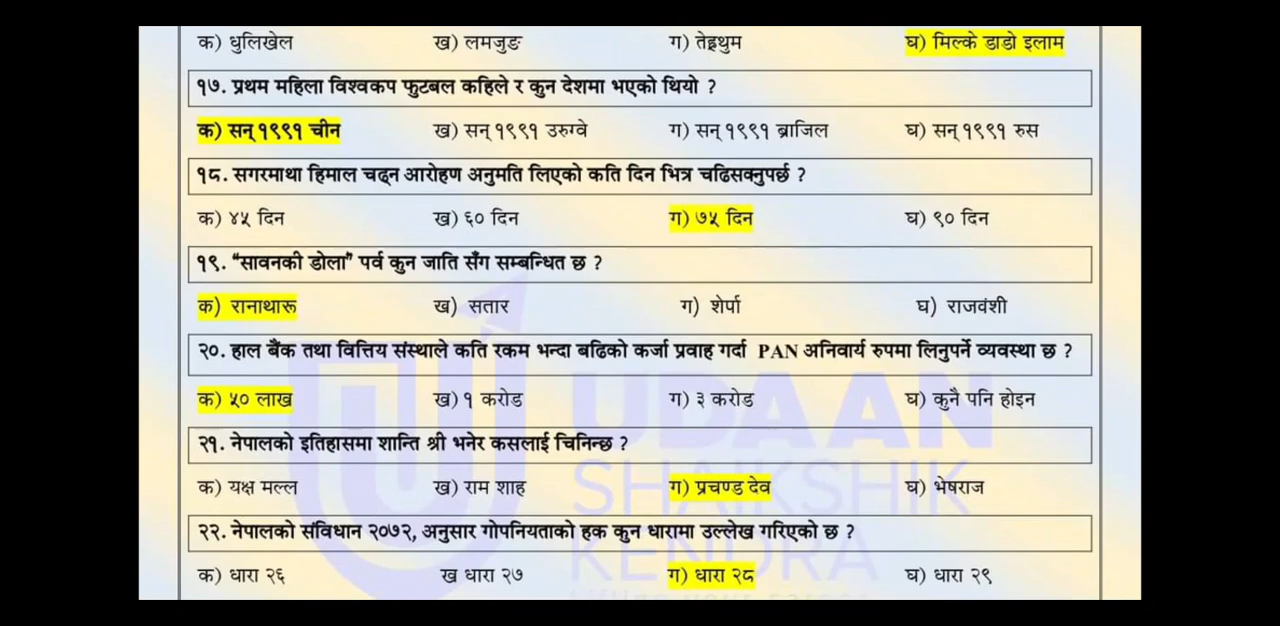 क) धुलिखेल ख) लमजुङ ग) तेह्रथुम घ) मिल्के डाडो इलाम
१७. प्रथम महिला विश्वकप फुटबल कहिले र कुन देशमा भएको थियो ?
क) सन् १९९१ चीन ख) सन् १९९१ उरुग्वे ग) सन् १९९१ ब्राजिल घ) सन् १९९१ रुस
१८. सगरमाथा हिमाल चढ्न आरोहण अनुमति लिएको कति दिन भित्र चढिसक्नुपर्छ ?
क) ४५ दिन ख) ६० दिन ग) ७५ दिन घ) ९० दिन
१९. "सावनकी डोला" पर्व कुन जाति सँग सम्बन्धित छ ?
क) रानाथारू ख) सतार ग) शेर्पा घ) राजवंशी
२०. हाल बैंक तथा वित्तिय संस्थाले कति रकम भन्दा बढिको कर्जा प्रवाह गर्दा PAN अनिवार्य रुपमा लिनुपर्ने व्यवस्था छ ?
क) ५० लाख ख) १ करोड ग) ३ करोड घ) कुनै पनि होइन
२१. नेपालको इतिहासमा शान्ति श्री भनेर कसलाई चिनिन्छ ?
क) यक्ष मल्ल ख) राम शाह ग) प्रचण्ड देव घ) भेषराज
२२. नेपालको संविधान २०७२, अनुसार गोपनियताको हक कुन धारामा उल्लेख गरिएको छ ?
क) धारा २६ ख धारा २७ ग) धारा २८ घ) धारा २९
UDAAN
SHAIKSHIK
KENDRA